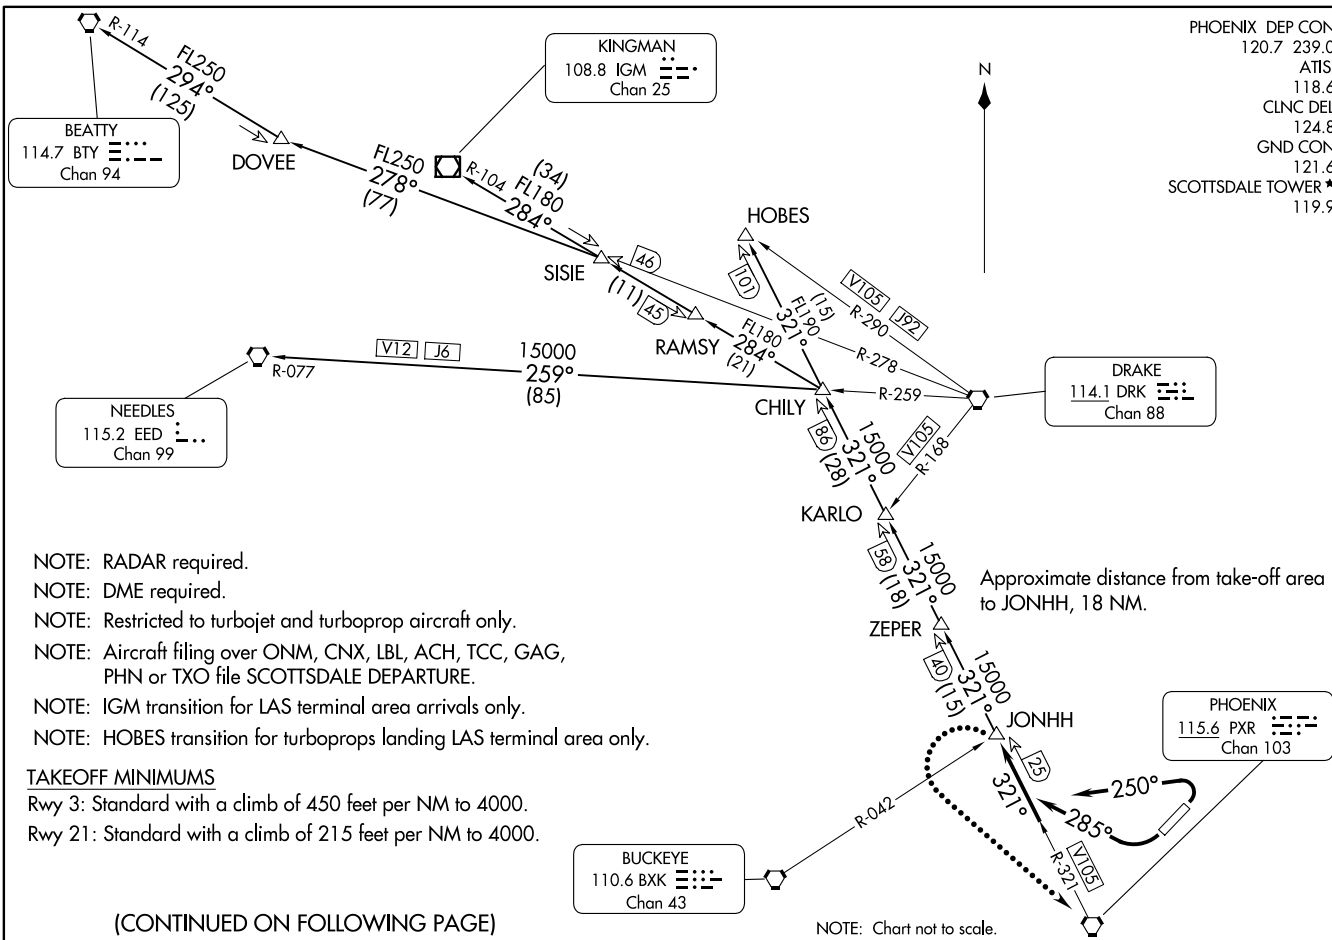 PHOENIX DEP CON
120.7 239.0
ATIS
118.6
CLNC DEL
124.8
GND CON
121.6
SCOTTSDALE TOWER ★
119.9
R-114
FL250
294°
(125)
BEATTY
114.7 BTY
Chan 94
DOVEE
KINGMAN
108.8 IGM
Chan 25
N
FL250
278°
(77)
R-104
(34)
FL180
284°
SISIE
46
(11)
45
RAMSY
HOBES
101
(15)
FL190
321°
FL180
284°
(21)
V105
J92
R-290
R-278
R-259
DRAKE
114.1 DRK
Chan 88
V12
J6
15000
259°
(85)
R-077
NEEDLES
115.2 EED
Chan 99
CHILY
86
15000
321°
(28)
V105
R-168
KARLO
58
15000
321°
(18)
ZEPER
40
15000
321°
(15)
Approximate distance from take-off area
to JONHH, 18 NM.
JONHH
25
321°
250°
285°
PHOENIX
115.6 PXR
Chan 103
R-042
V105
R-321
BUCKEYE
110.6 BXK
Chan 43
NOTE: RADAR required.
NOTE: DME required.
NOTE: Restricted to turbojet and turboprop aircraft only.
NOTE: Aircraft filing over ONM, CNX, LBL, ACH, TCC, GAG,
PHN or TXO file SCOTTSDALE DEPARTURE.
NOTE: IGM transition for LAS terminal area arrivals only.
NOTE: HOBES transition for turboprops landing LAS terminal area only.
TAKEOFF MINIMUMS
Rwy 3: Standard with a climb of 450 feet per NM to 4000.
Rwy 21: Standard with a climb of 215 feet per NM to 4000.
(CONTINUED ON FOLLOWING PAGE)
NOTE: Chart not to scale.